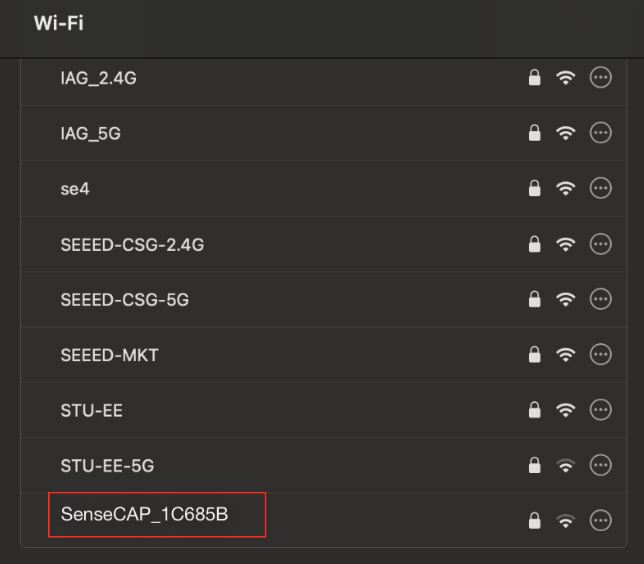 Wi-Fi
IAG_2.4G
IAG_5G
se4
SEEED-CSG-2.4G
SEEED-CSG-5G
SEEED-MKT
STU-EE
STU-EE-5G
SenseCAP_1C685B